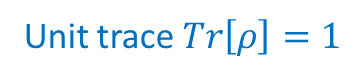 Unit trace 𝑇𝑟[𝜌] = 1